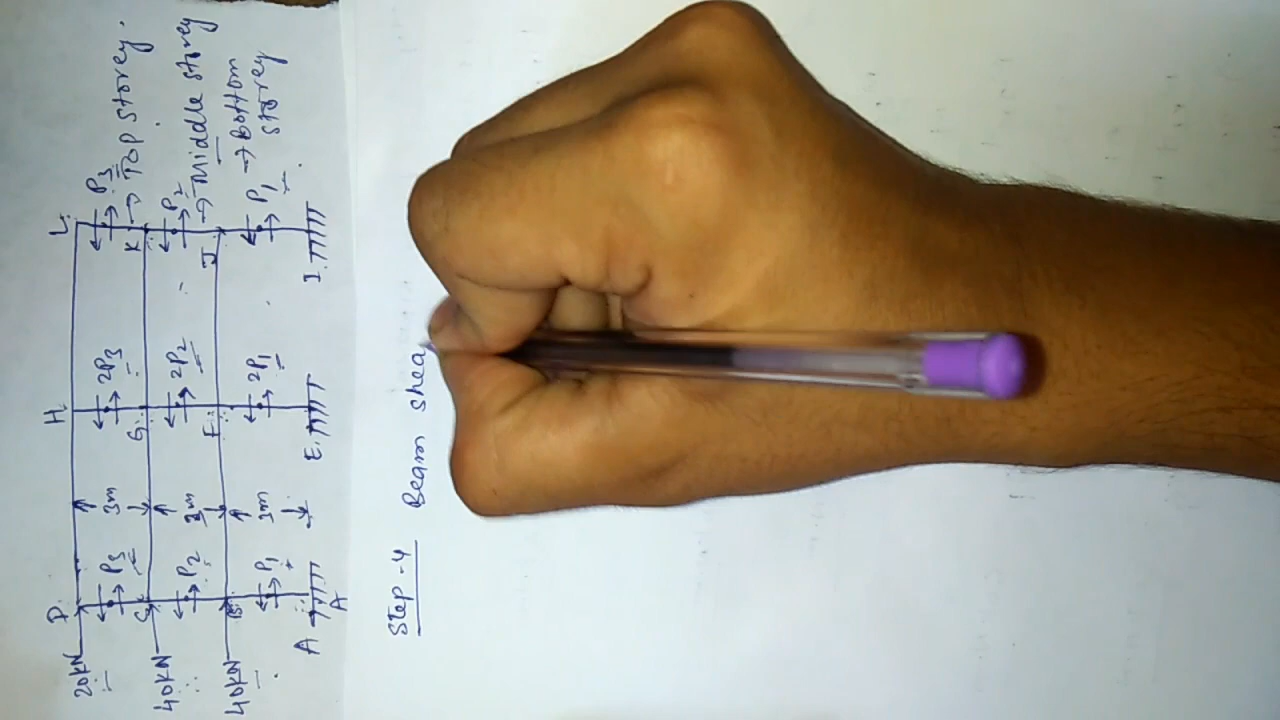 D. H L.
20kN P3 2P3 P3 → Top storey.
3m
C G K
40kN P2 2P2 P2 → Middle storey
3m
B F J
40kN P1 2P1 P1 → Bottom storey
3m
A A E. I.
Step-4 Beam shea